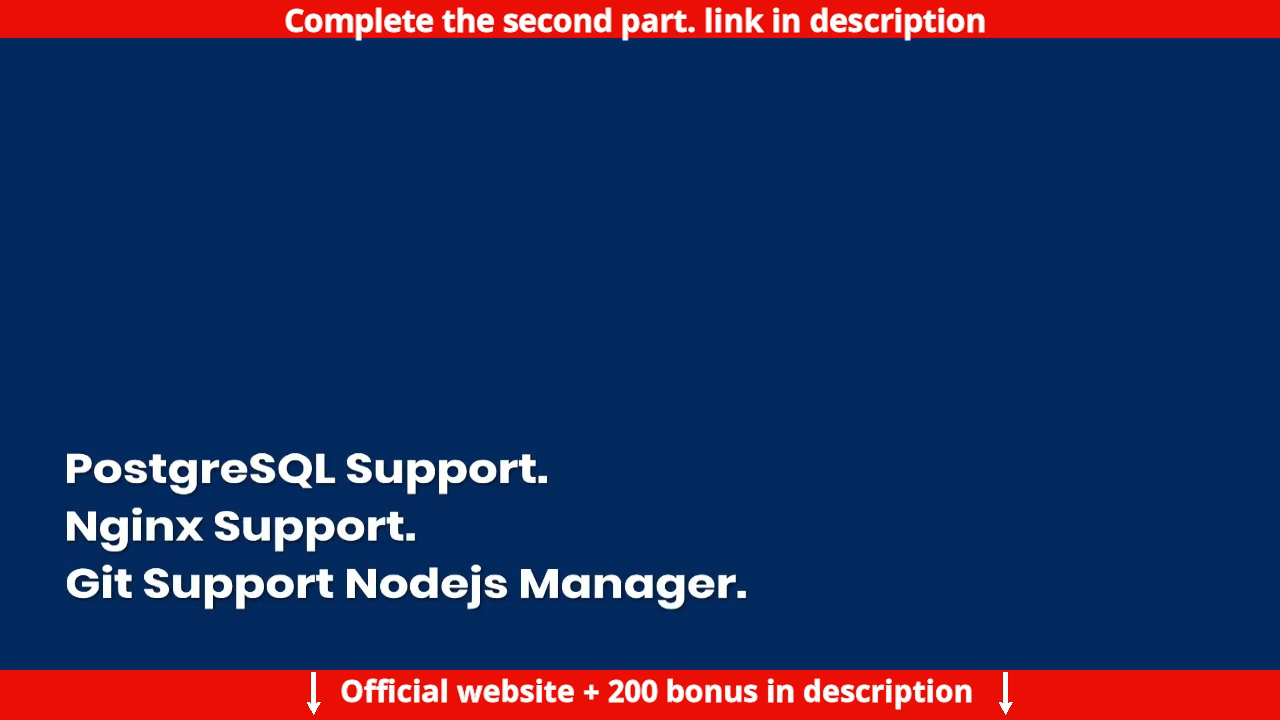 Complete the second part. link in description
PostgreSQL Support.
Nginx Support.
Git Support Nodejs Manager.
Official website + 200 bonus in description